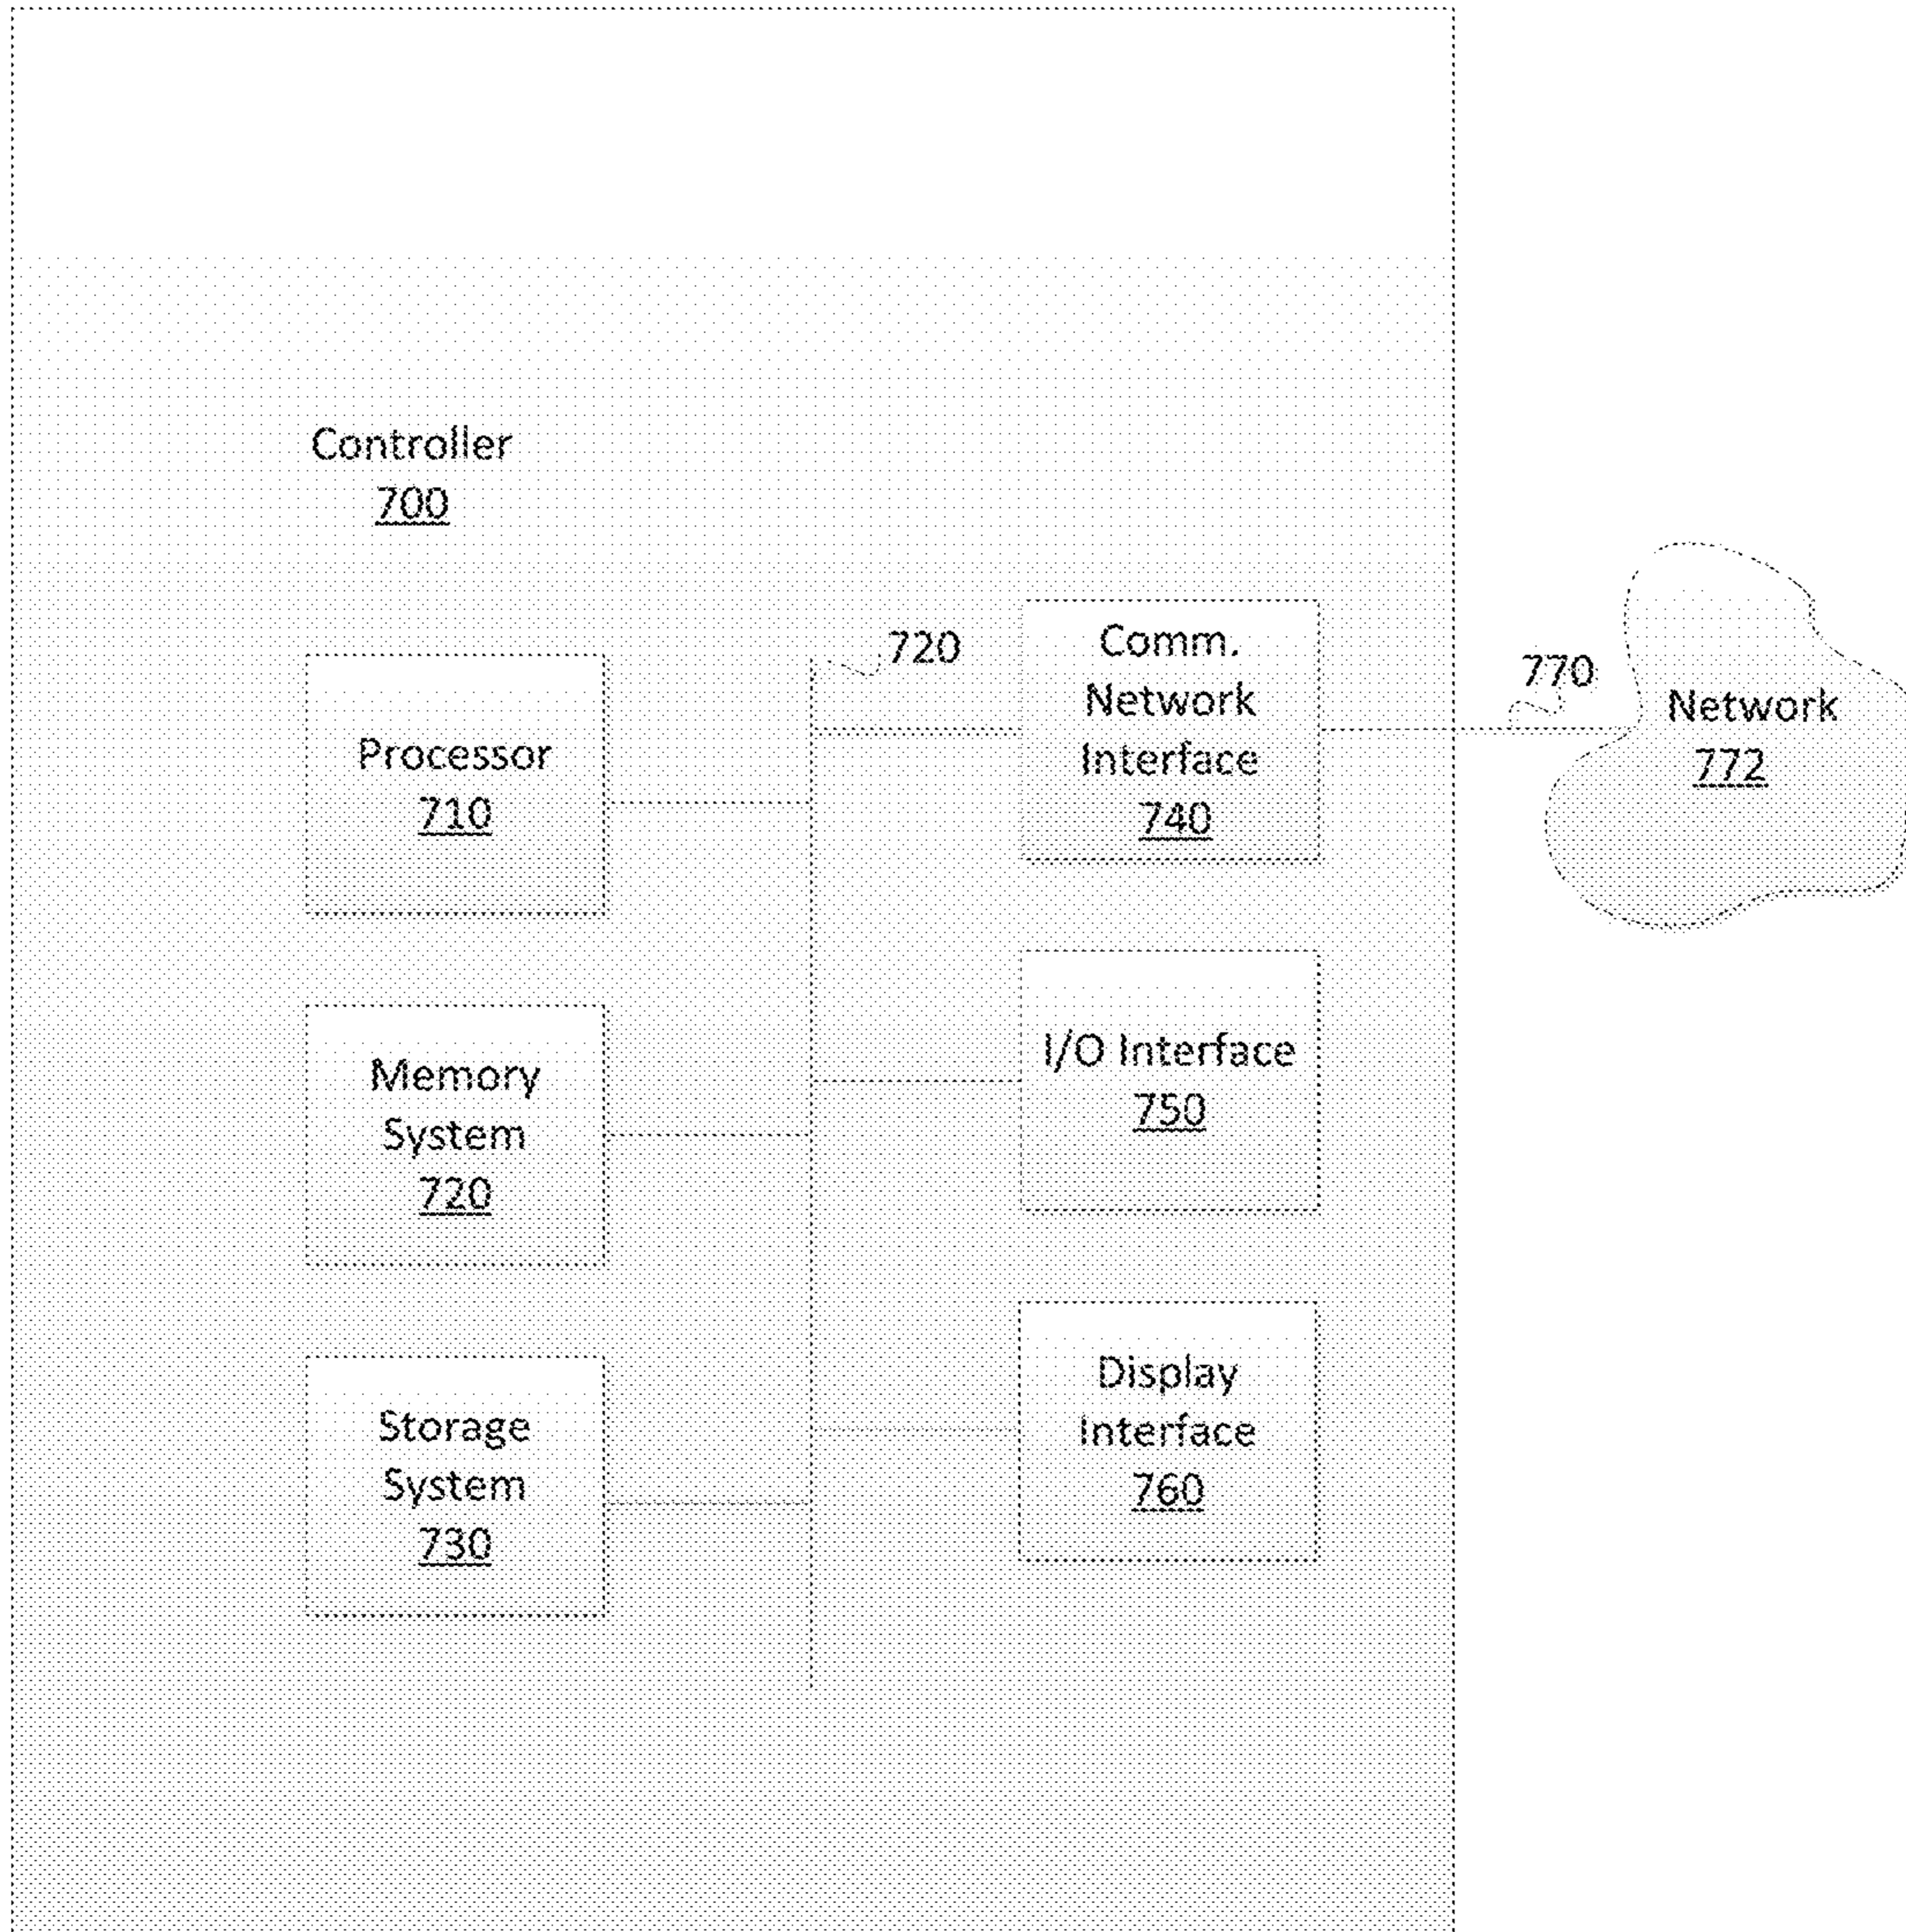 Controller
700
720
Comm.
Network
Interface
740
770
Network
772
Processor
710
I/O Interface
750
Memory
System
720
Display
Interface
760
Storage
System
730